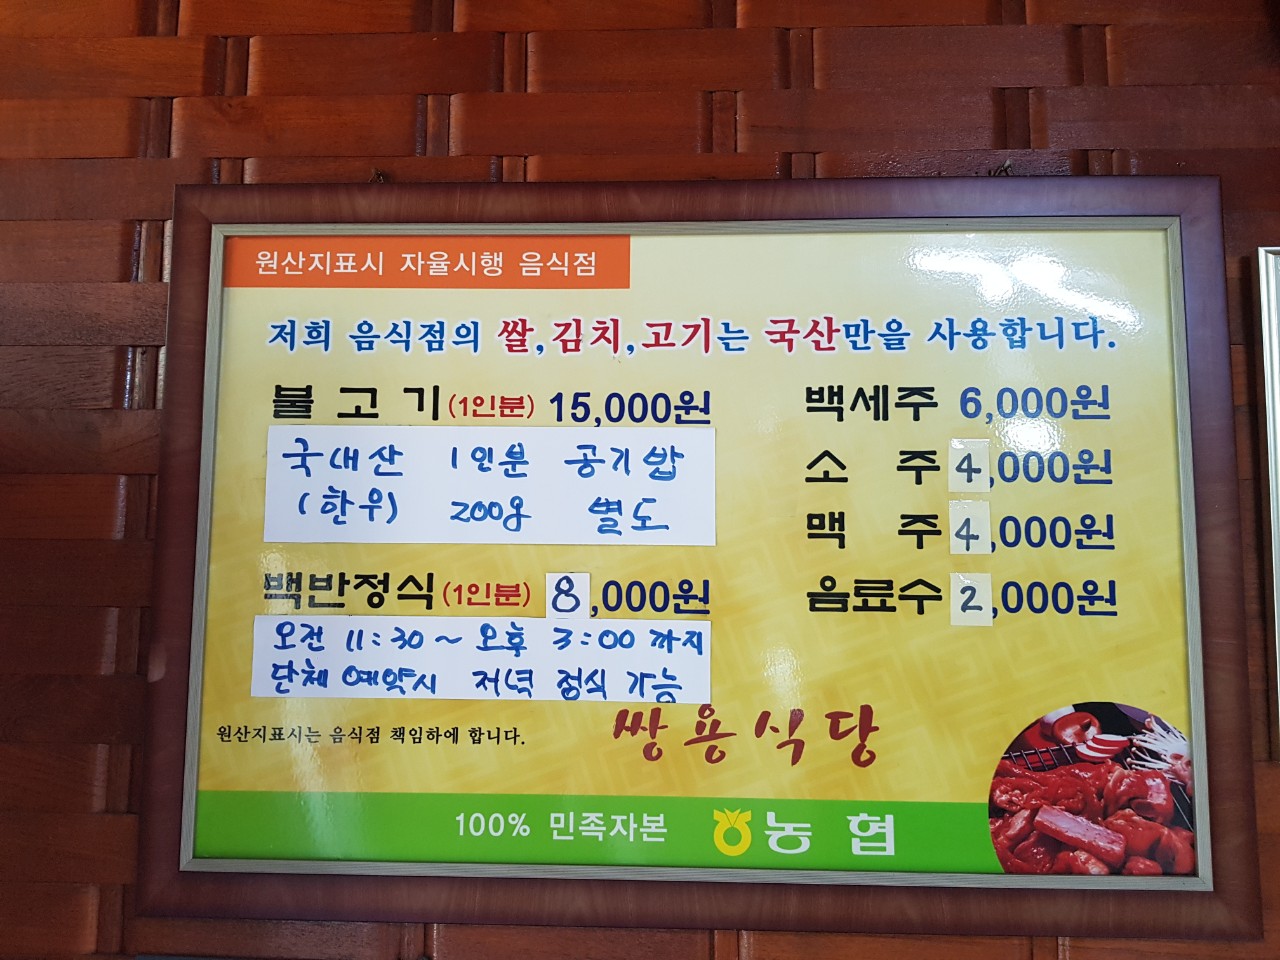 원산지표시 자율시행 음식점
저희 음식점의 쌀, 김치, 고기는 국산만을 사용합니다.
불고기(1인분) 15,000원
국내산 1인분 공기밥
(한우) 200g 별도
백반정식(1인분) 8,000원
오전 11:30 ~ 오후 3:00 까지
단체 예약시 저녁 정식 가능
백세주 6,000원
소주 4,000원
맥주 4,000원
음료수 2,000원
원산지표시는 음식점 책임하에 합니다.
쌍용식당
100% 민족자본 농협